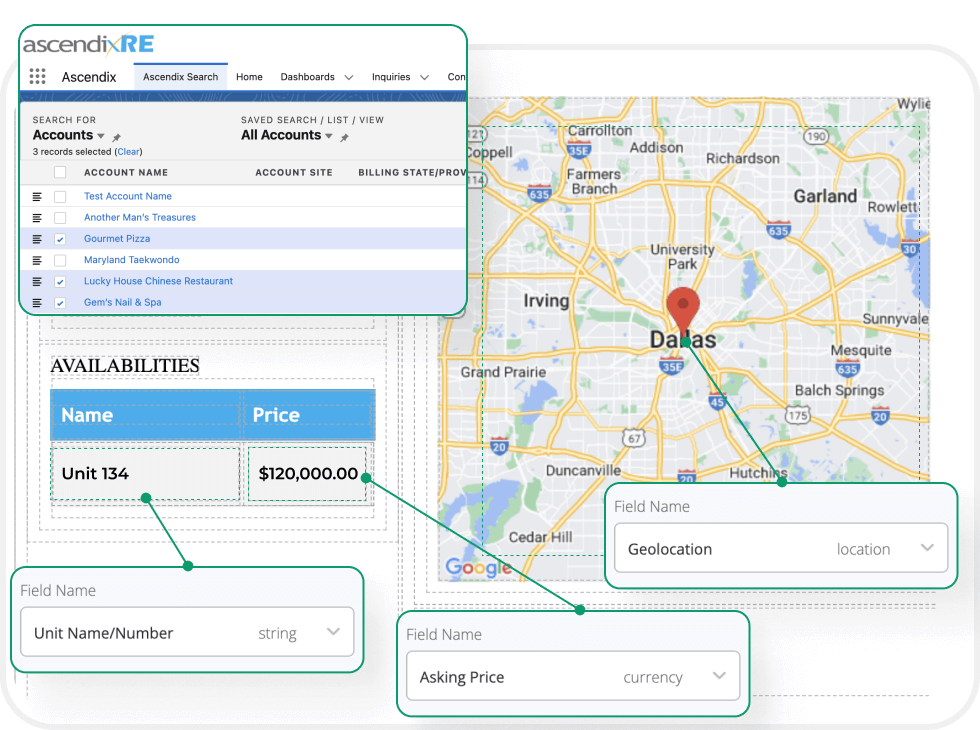 ascendixRE
Ascendix
Ascendix Search
Home
Dashboards
Inquiries
Con
SEARCH FOR
Accounts
3 records selected (Clear)
SAVED SEARCH / LIST / VIEW
All Accounts
ACCOUNT NAME
ACCOUNT SITE
BILLING STATE/PROV
Test Account Name
Another Man's Treasures
Gourmet Pizza
Maryland Taekwondo
Lucky House Chinese Restaurant
Gem's Nail & Spa
AVAILABILITIES
Name
Price
Unit 134
$120,000.00
Wylie
121
Carrollton
190
Coppell
35E
Addison
Richardson
114
Farmers
Branch
635
Garland
Rowlett
635
30
University
Park
Irving
Sunnyvale
Dallas
Mesquite
35E
635
Grand Prairie
Balch Springs
45
175
20
67
20
Duncanville
20
Hutchins
Cedar Hill
Google
Field Name
Geolocation
location
Field Name
Unit Name/Number
string
Field Name
Asking Price
currency